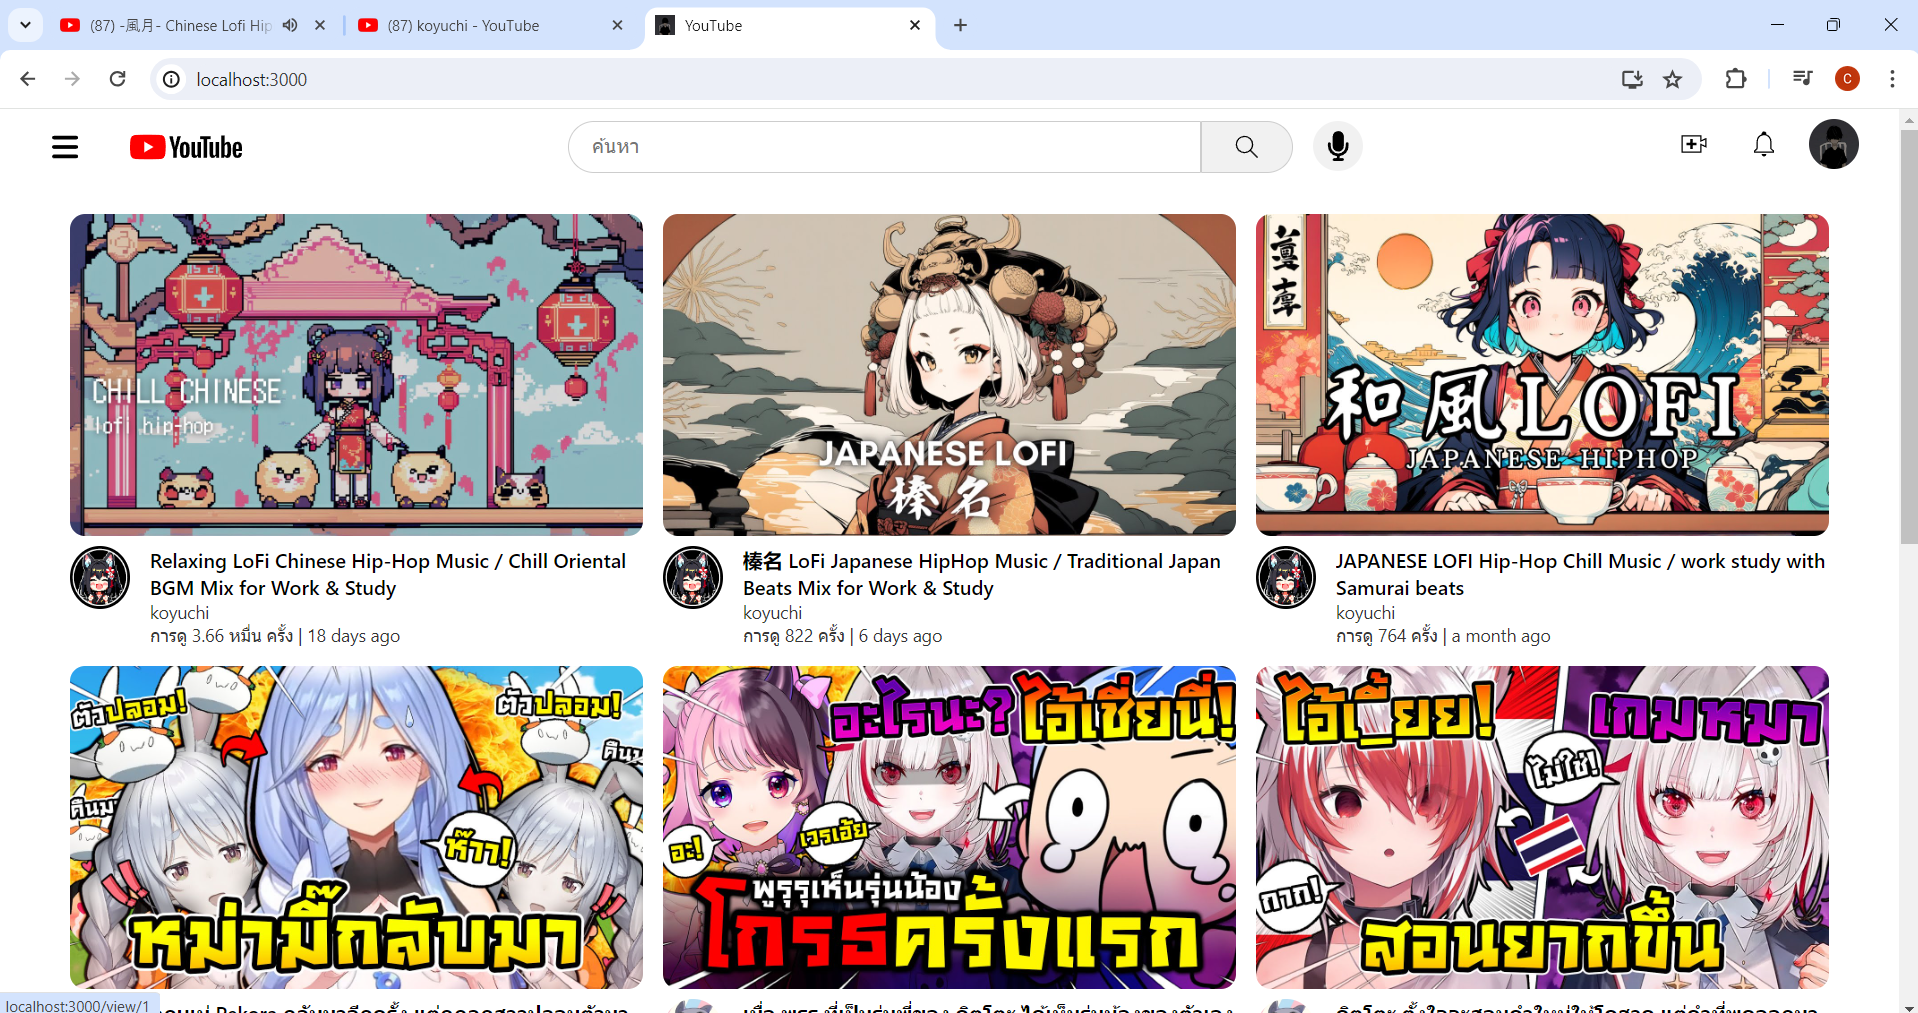 (87) -風月- Chinese Lofi Hip
(87) koyuchi - YouTube
YouTube
localhost:3000
C
YouTube
ค้นหา
CHILL CHINESE
lofi hip-hop
JAPANESE LOFI
榛名
和風LOFI
JAPANESE HIPHOP
Relaxing LoFi Chinese Hip-Hop Music / Chill Oriental
BGM Mix for Work & Study
koyuchi
การดู 3.66 หมื่น ครั้ง | 18 days ago
榛名 LoFi Japanese HipHop Music / Traditional Japan
Beats Mix for Work & Study
koyuchi
การดู 822 ครั้ง | 6 days ago
JAPANESE LOFI Hip-Hop Chill Music / work study with
Samurai beats
koyuchi
การดู 764 ครั้ง | a month ago
ตัวปลอม!
ตัวปลอม!
คืนม
คืนม
ห๊าา!
หม่ามี๊กลับมา
อะไรนะ?
ไอ้เชี่ยนี่!
อะ!
เวรเอ้ย
พูรุรุเห็นรุ่นน้อง
โกรธครั้งแรก
ไอ้เ_ี้ยย!
เกมหมา
ไม่ใช่!
กาก!
สอนยากขึ้น
localhost:3000/view/1